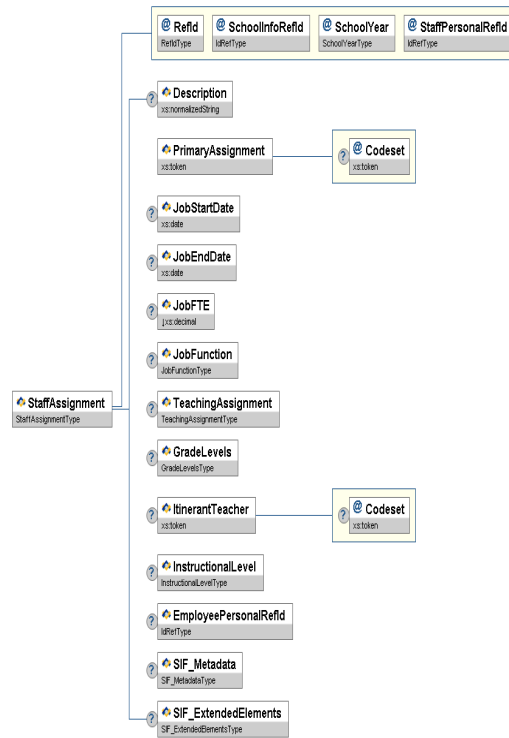 @ RefId @ SchoolInfoRefId @ SchoolYear @ StaffPersonalRefId
RefIdType IdRefType SchoolYearType IdRefType
? Description
xs:normalizedString
PrimaryAssignment ? @ Codeset
xs:token xs:token
? JobStartDate
xs:date
? JobEndDate
xs:date
? JobFTE
xs:decimal
? JobFunction
JobFunctionType
StaffAssignment
StaffAssignmentType
? TeachingAssignment
TeachingAssignmentType
? GradeLevels
GradeLevelsType
? ItinerantTeacher ? @ Codeset
xs:token xs:token
? InstructionalLevel
InstructionalLevelType
? EmployeePersonalRefId
IdRefType
? SIF_Metadata
SIF_MetadataType
? SIF_ExtendedElements
SIF_ExtendedElementsType